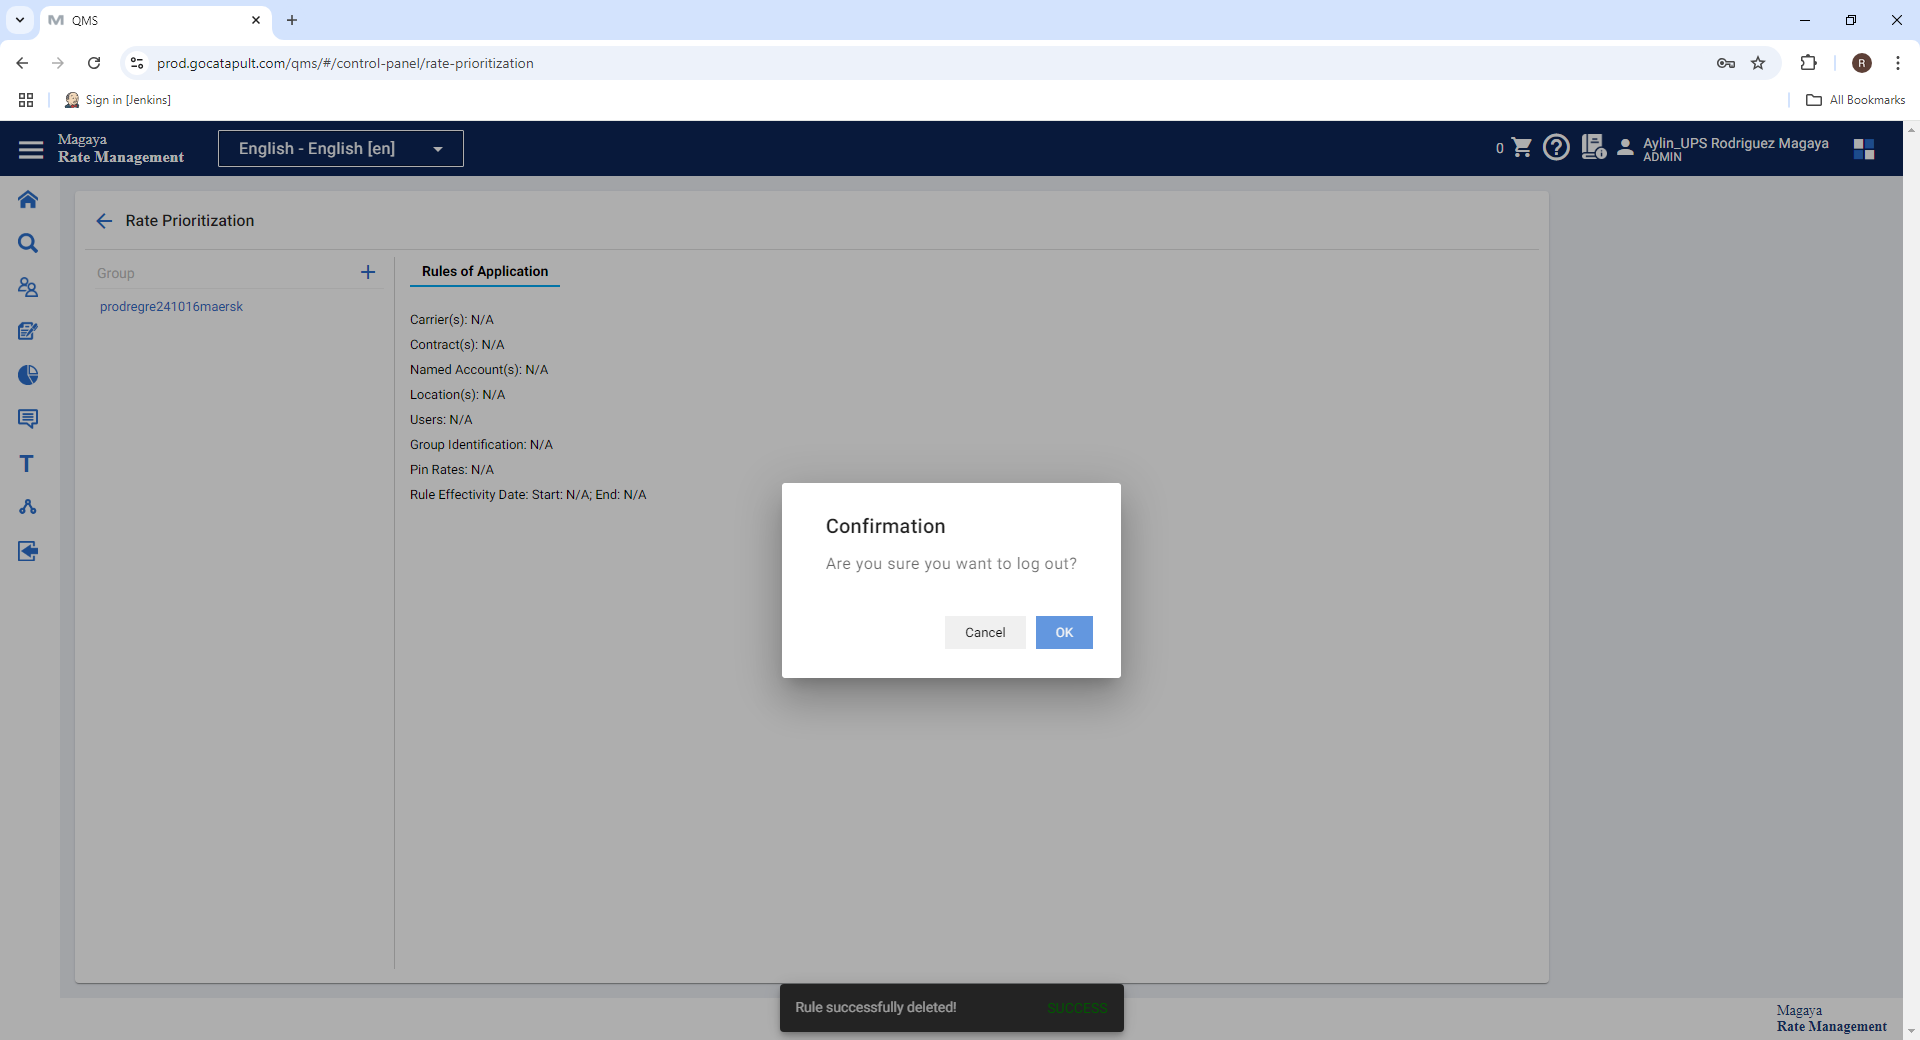 QMS
prod.gocatapult.com/qms/#/control-panel/rate-prioritization
R
Sign in [Jenkins]
All Bookmarks
Magaya
Rate Management
English - English [en]
0
Aylin_UPS Rodriguez Magaya
ADMIN
Rate Prioritization
Group
prodregre241016maersk
Rules of Application
Carrier(s): N/A
Contract(s): N/A
Named Account(s): N/A
Location(s): N/A
Users: N/A
Group Identification: N/A
Pin Rates: N/A
Rule Effectivity Date: Start: N/A; End: N/A
Confirmation
Are you sure you want to log out?
Cancel
OK
Rule successfully deleted!
SUCCESS
Magaya
Rate Management